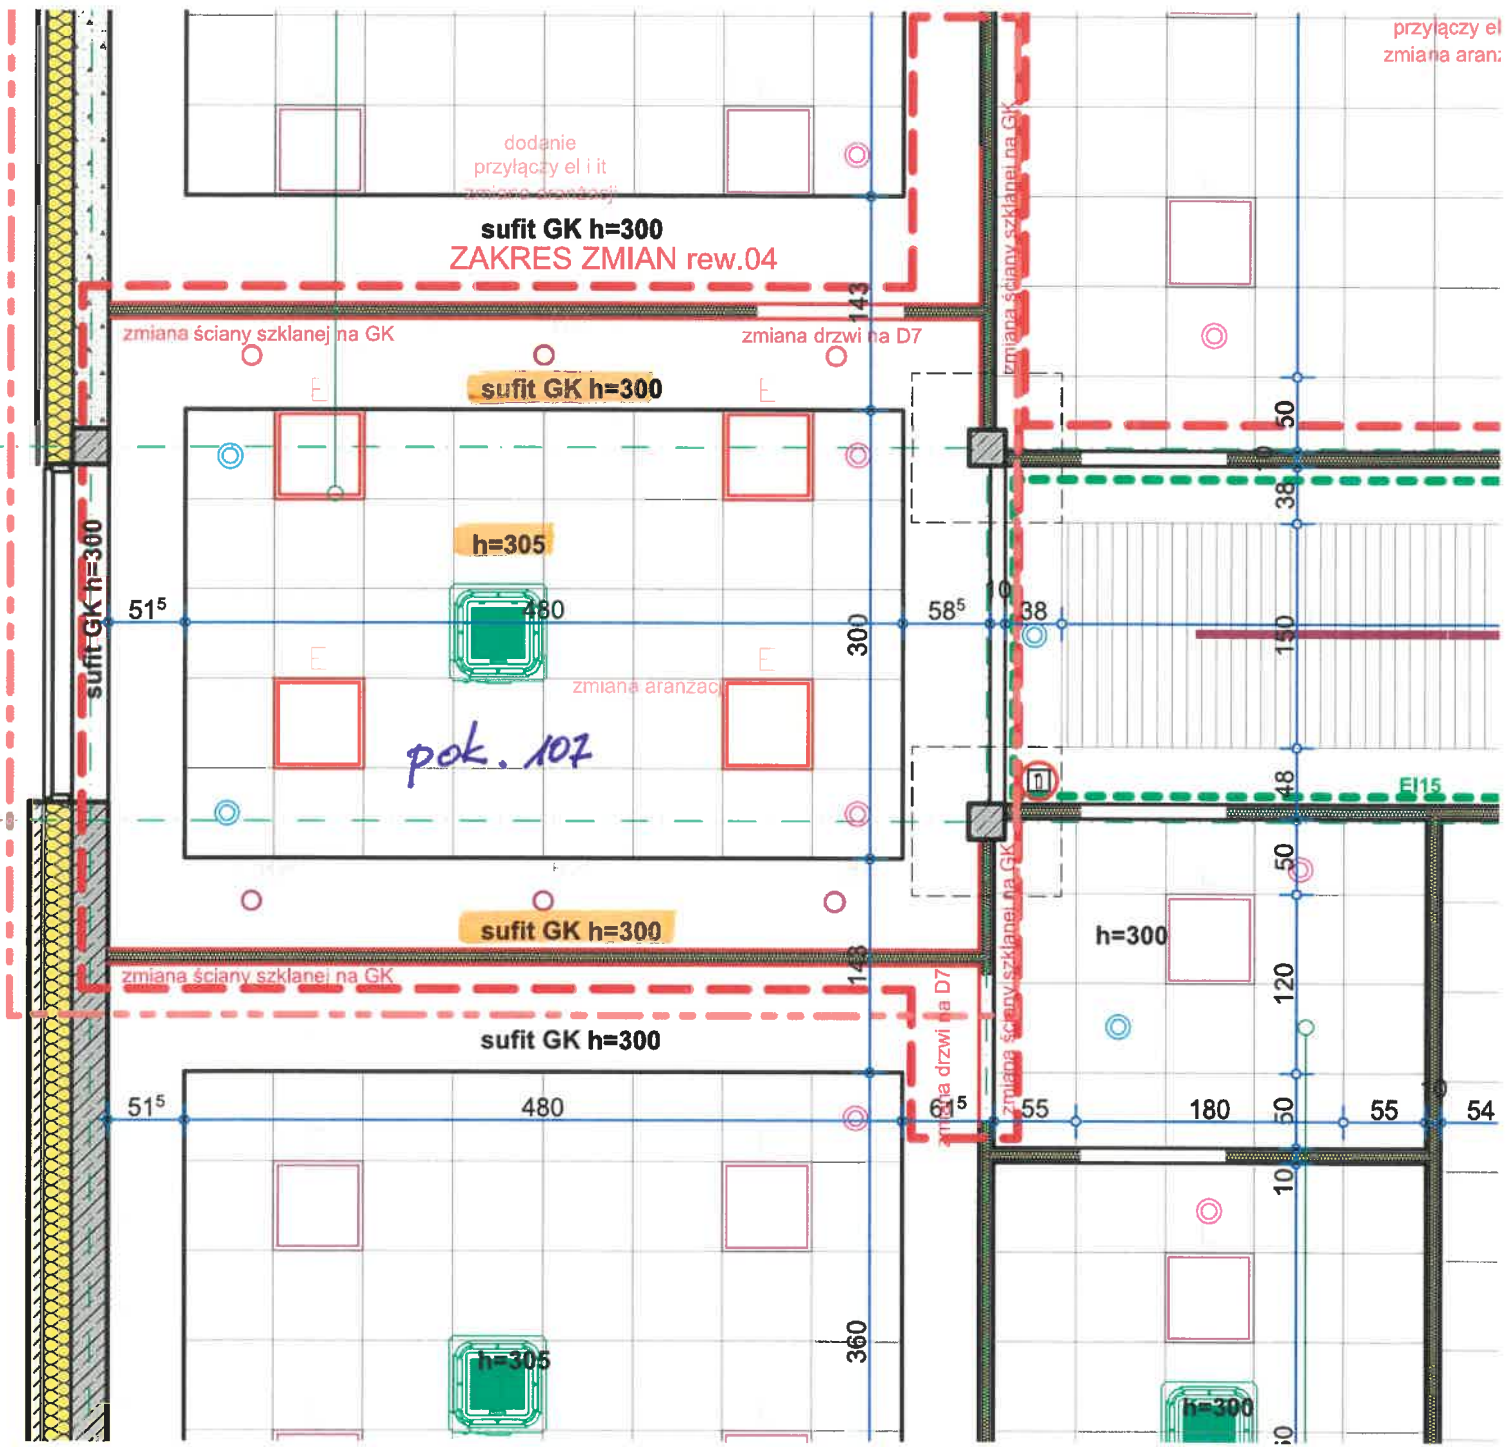 przyłączy el
zmiana aranż
dodanie
przyłączy el i it
zmiana aranżacji
sufit GK h=300
ZAKRES ZMIAN rew.04
zmiana ściany szklanej na GK
143
zmiana ściany szklanej na GK
zmiana drzwi na D7
sufit GK h=300
E
E
50
10
38
h=305
sufit GK h=300
51⁵
480
300
58⁵
10
38
150
E
E
zmiana aranżacj
pok. 107
48
EI15
50
sufit GK h=300
h=300
zmiana ściany szklanej na GK
zmiana ściany szklanej na GK
143
120
zmiana drzwi na D7
sufit GK h=300
51⁵
480
61⁵
55
180
50
55
10
54
10
h=305
360
h=300